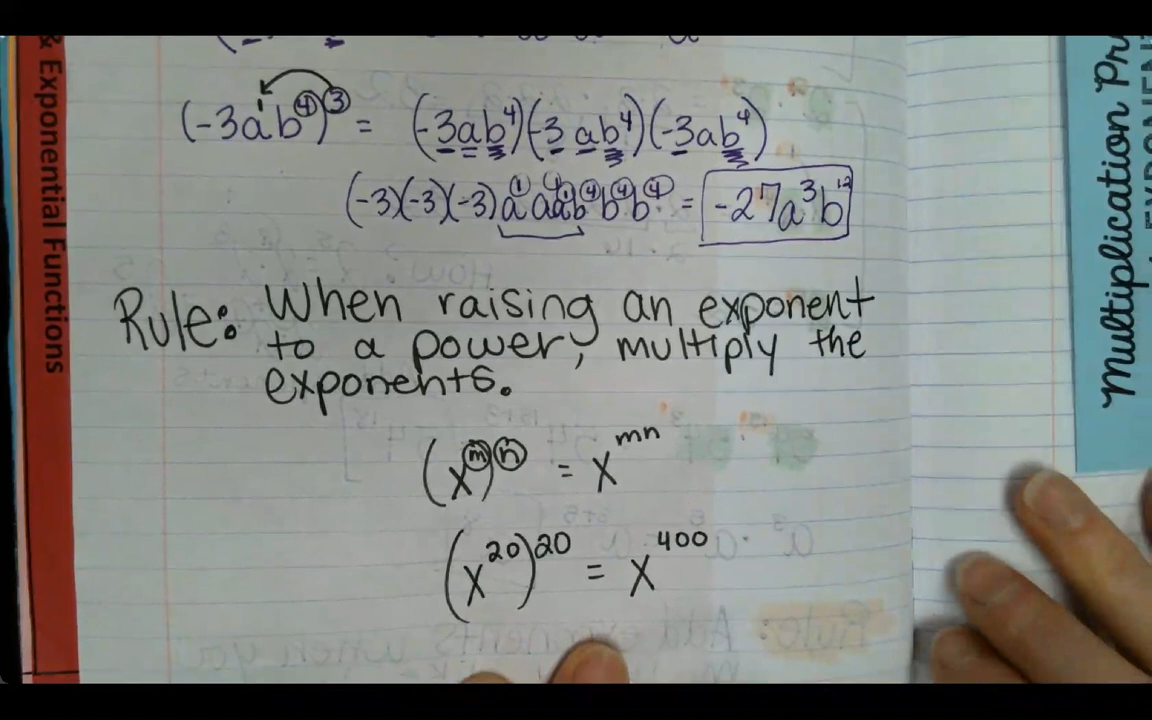 & Exponential Functions
(-3ab⁴)³ = (-3ab⁴)(-3ab⁴)(-3ab⁴)
(-3)(-3)(-3)a¹a¹a¹b⁴b⁴b⁴ = -27a³b¹²
Rule: When raising an exponent
to a power, multiply the
exponents.
(xᵐ)ⁿ = xᵐⁿ
(x²⁰)²⁰ = x⁴⁰⁰
Multiplication Pr